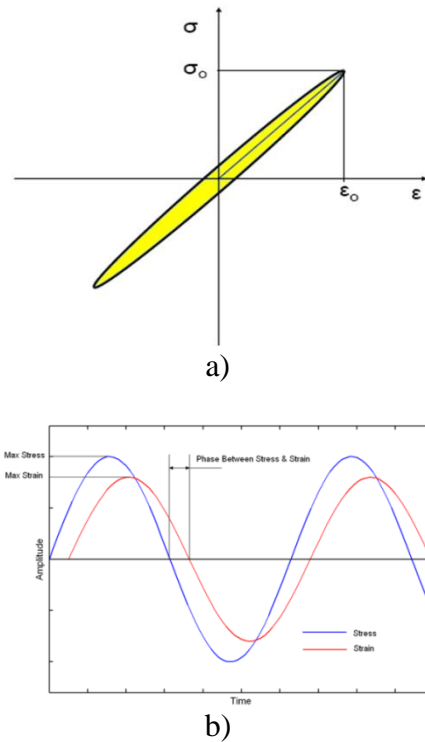 σ
σo
εo
ε
a)
Max Stress
Phase Between Stress & Strain
Max Strain
Amplitude
Stress
Strain
Time
b)